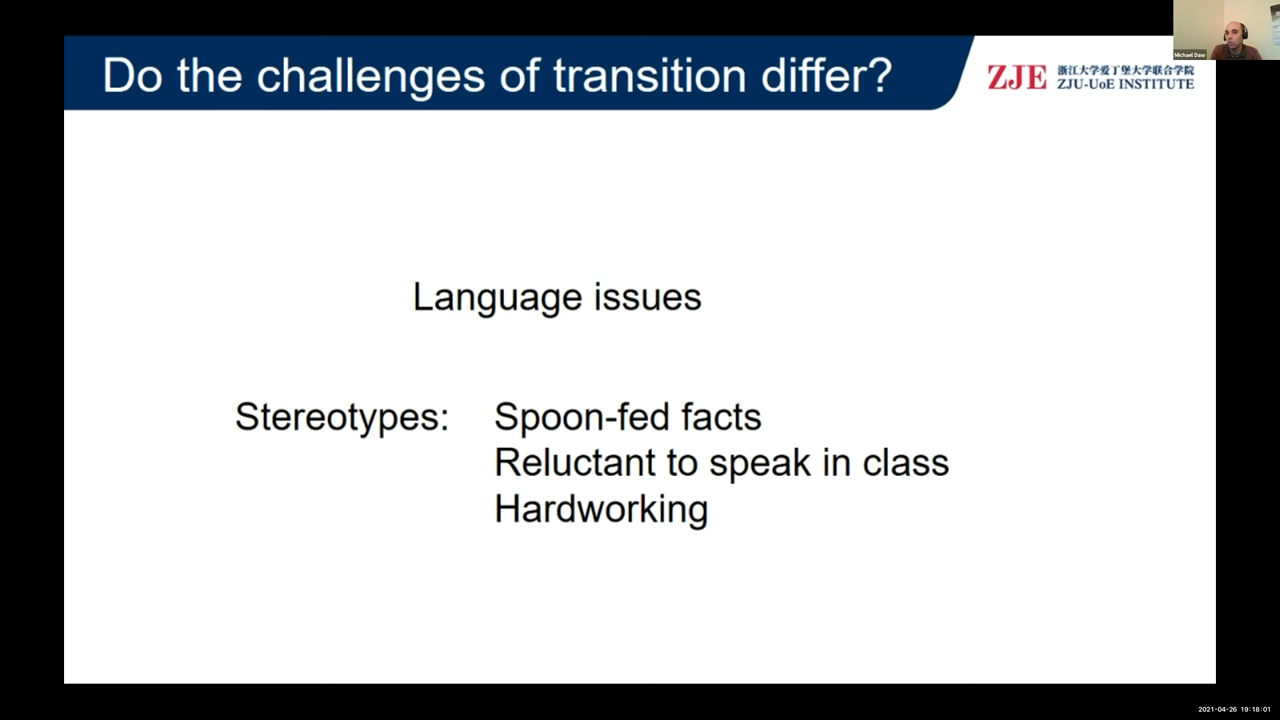 Do the challenges of transition differ?
ZJE 浙江大学爱丁堡大学联合学院
ZJU-UoE INSTITUTE
Michael Daw
Language issues
Stereotypes: Spoon-fed facts
Reluctant to speak in class
Hardworking
2021-04-26 19:18:01